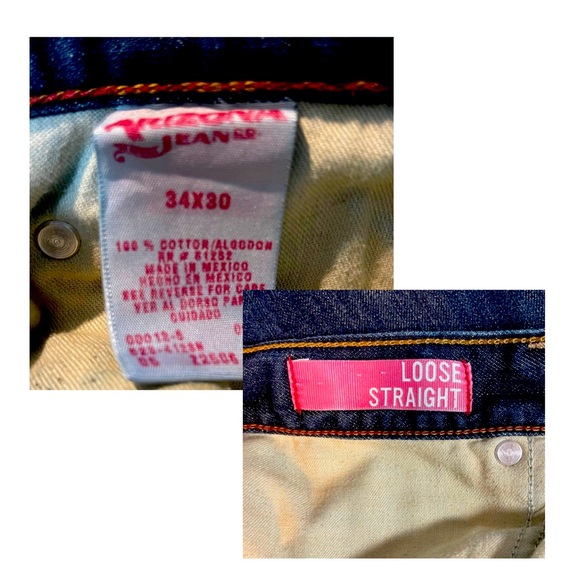 ARIZONA
JEAN CO.
34X30
100 % COTTON/ALGODON
RN # 61252
MADE IN MEXICO
HECHO EN MEXICO
SEE REVERSE FOR CARE
VER AL DORSO PAR
CUIDADO
LOOSE
STRAIGHT